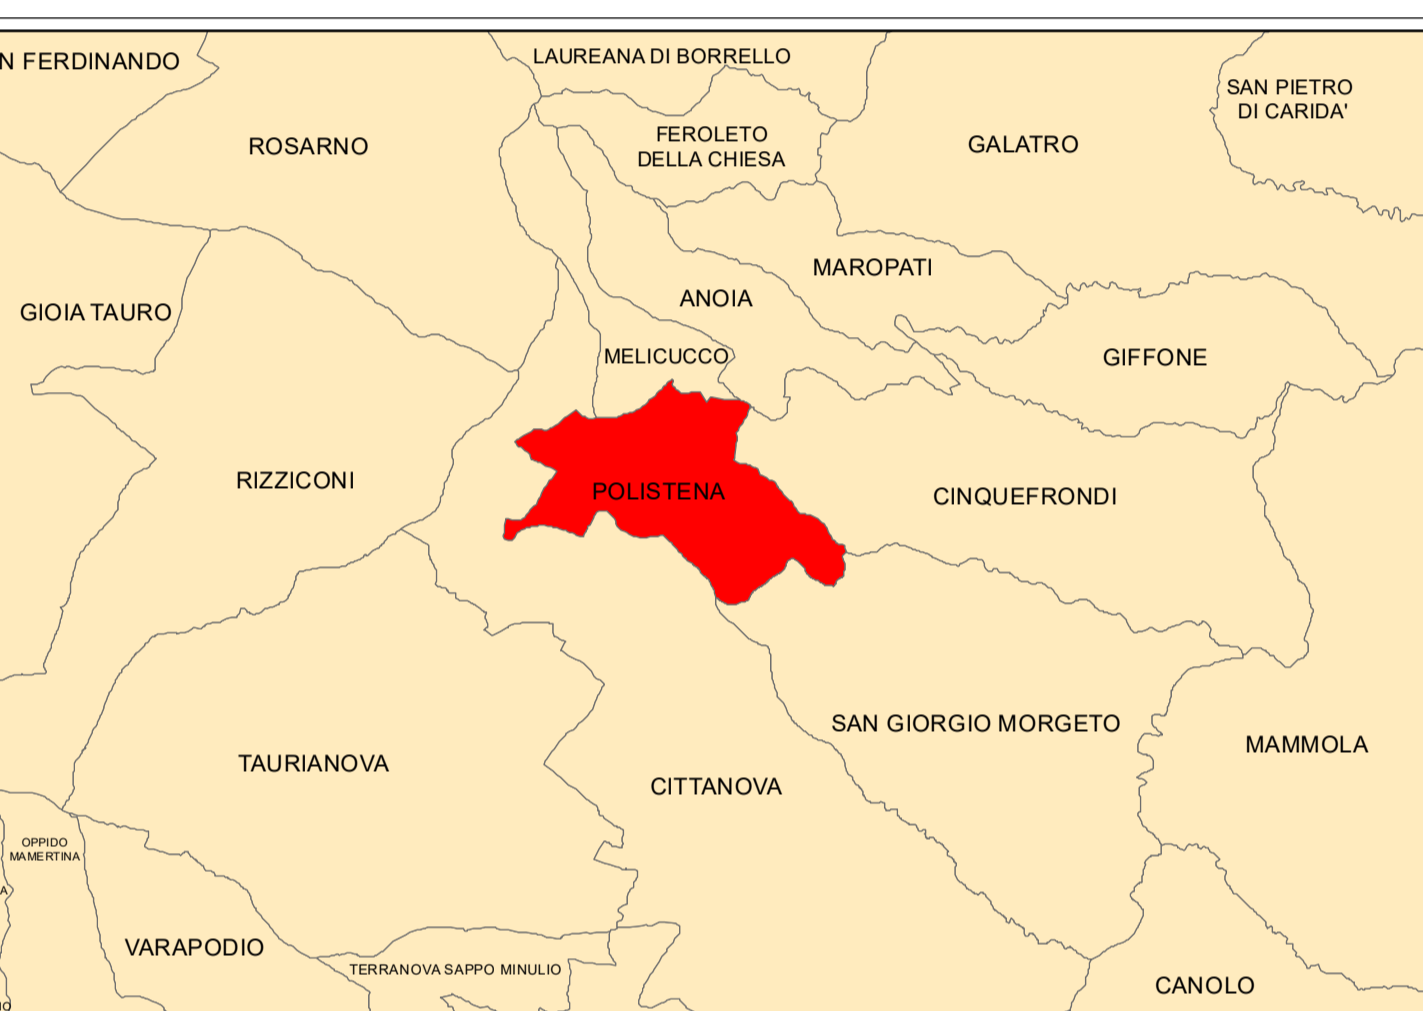 N FERDINANDO
LAUREANA DI BORRELLO
SAN PIETRO
DI CARIDA'
ROSARNO
FEROLETO
DELLA CHIESA
GALATRO
MAROPATI
ANOIA
GIOIA TAURO
MELICUCCO
GIFFONE
RIZZICONI
POLISTENA
CINQUEFRONDI
SAN GIORGIO MORGETO
MAMMOLA
TAURIANOVA
CITTANOVA
OPPIDO
MAMERTINA
A
VARAPODIO
TERRANOVA SAPPO MINULIO
CANOLO
IO